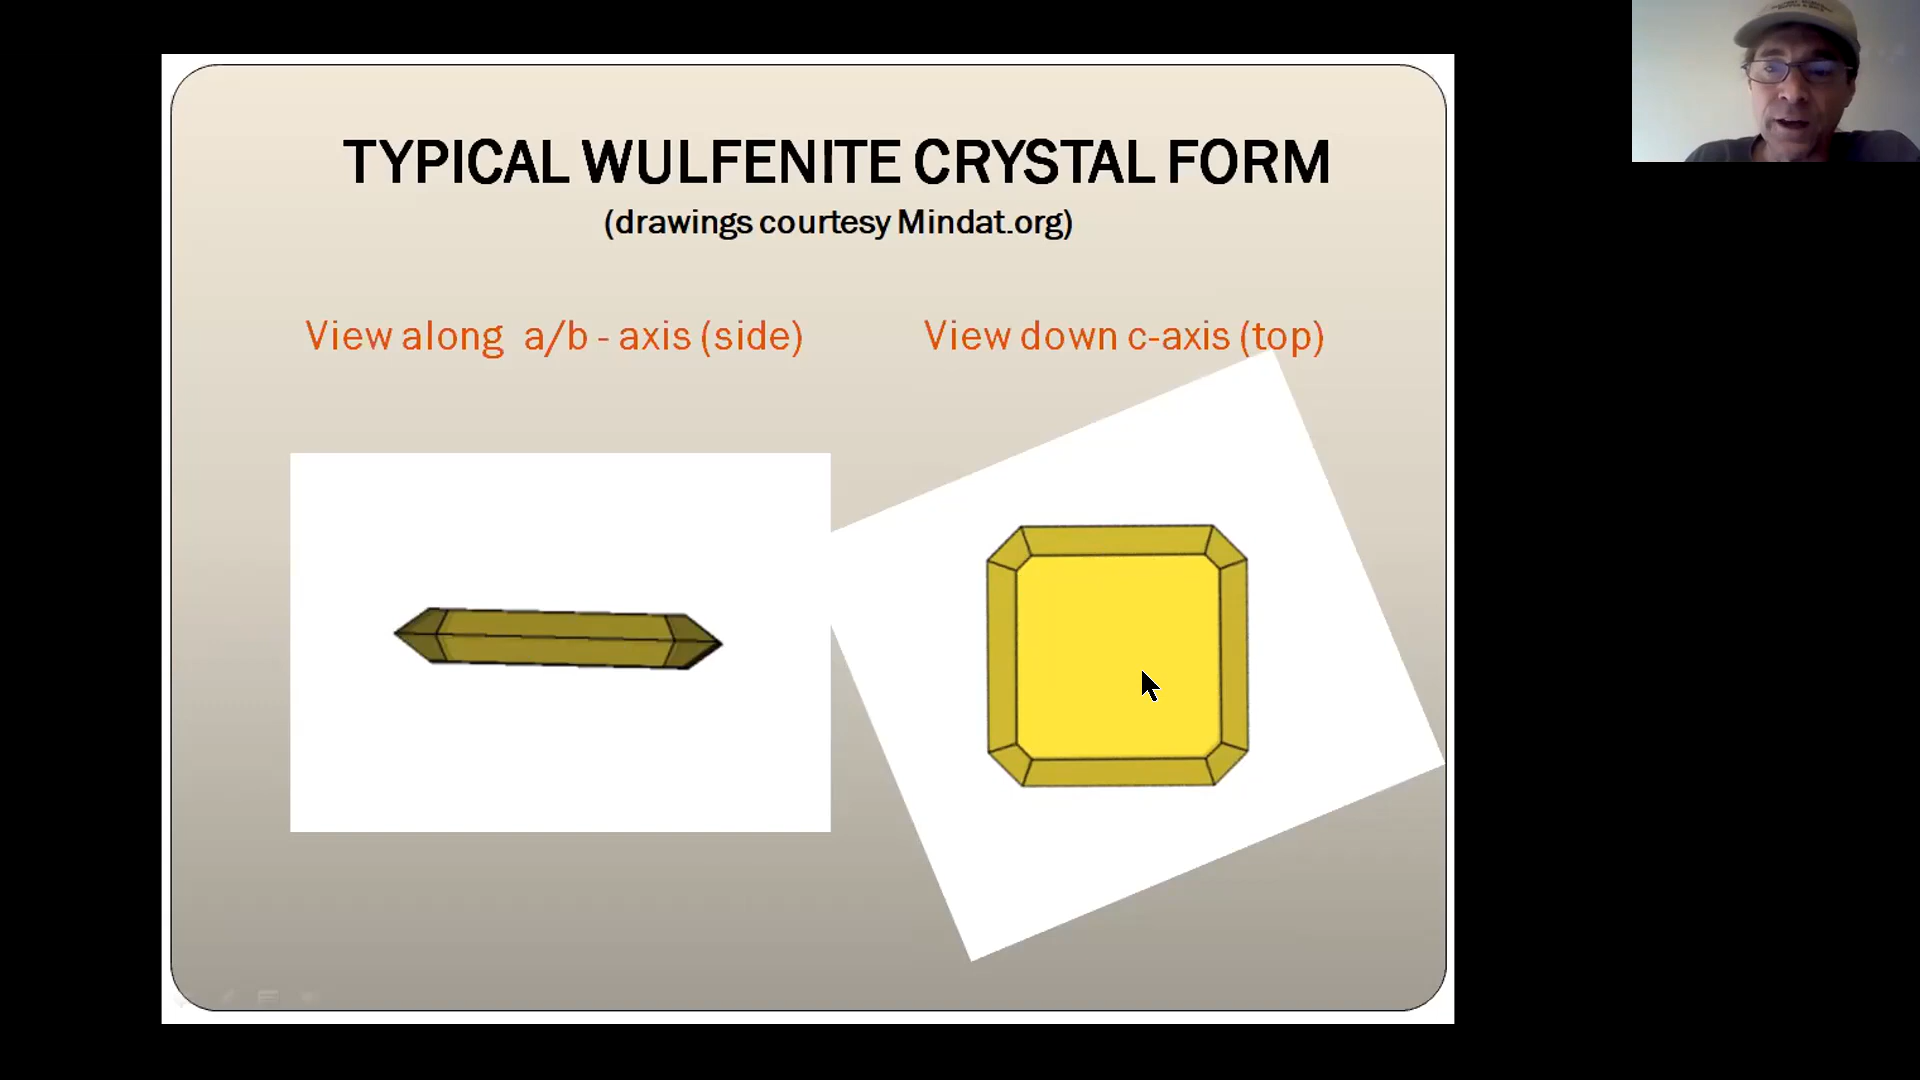 TYPICAL WULFENITE CRYSTAL FORM
(drawings courtesy Mindat.org)
View along a/b - axis (side)
View down c-axis (top)